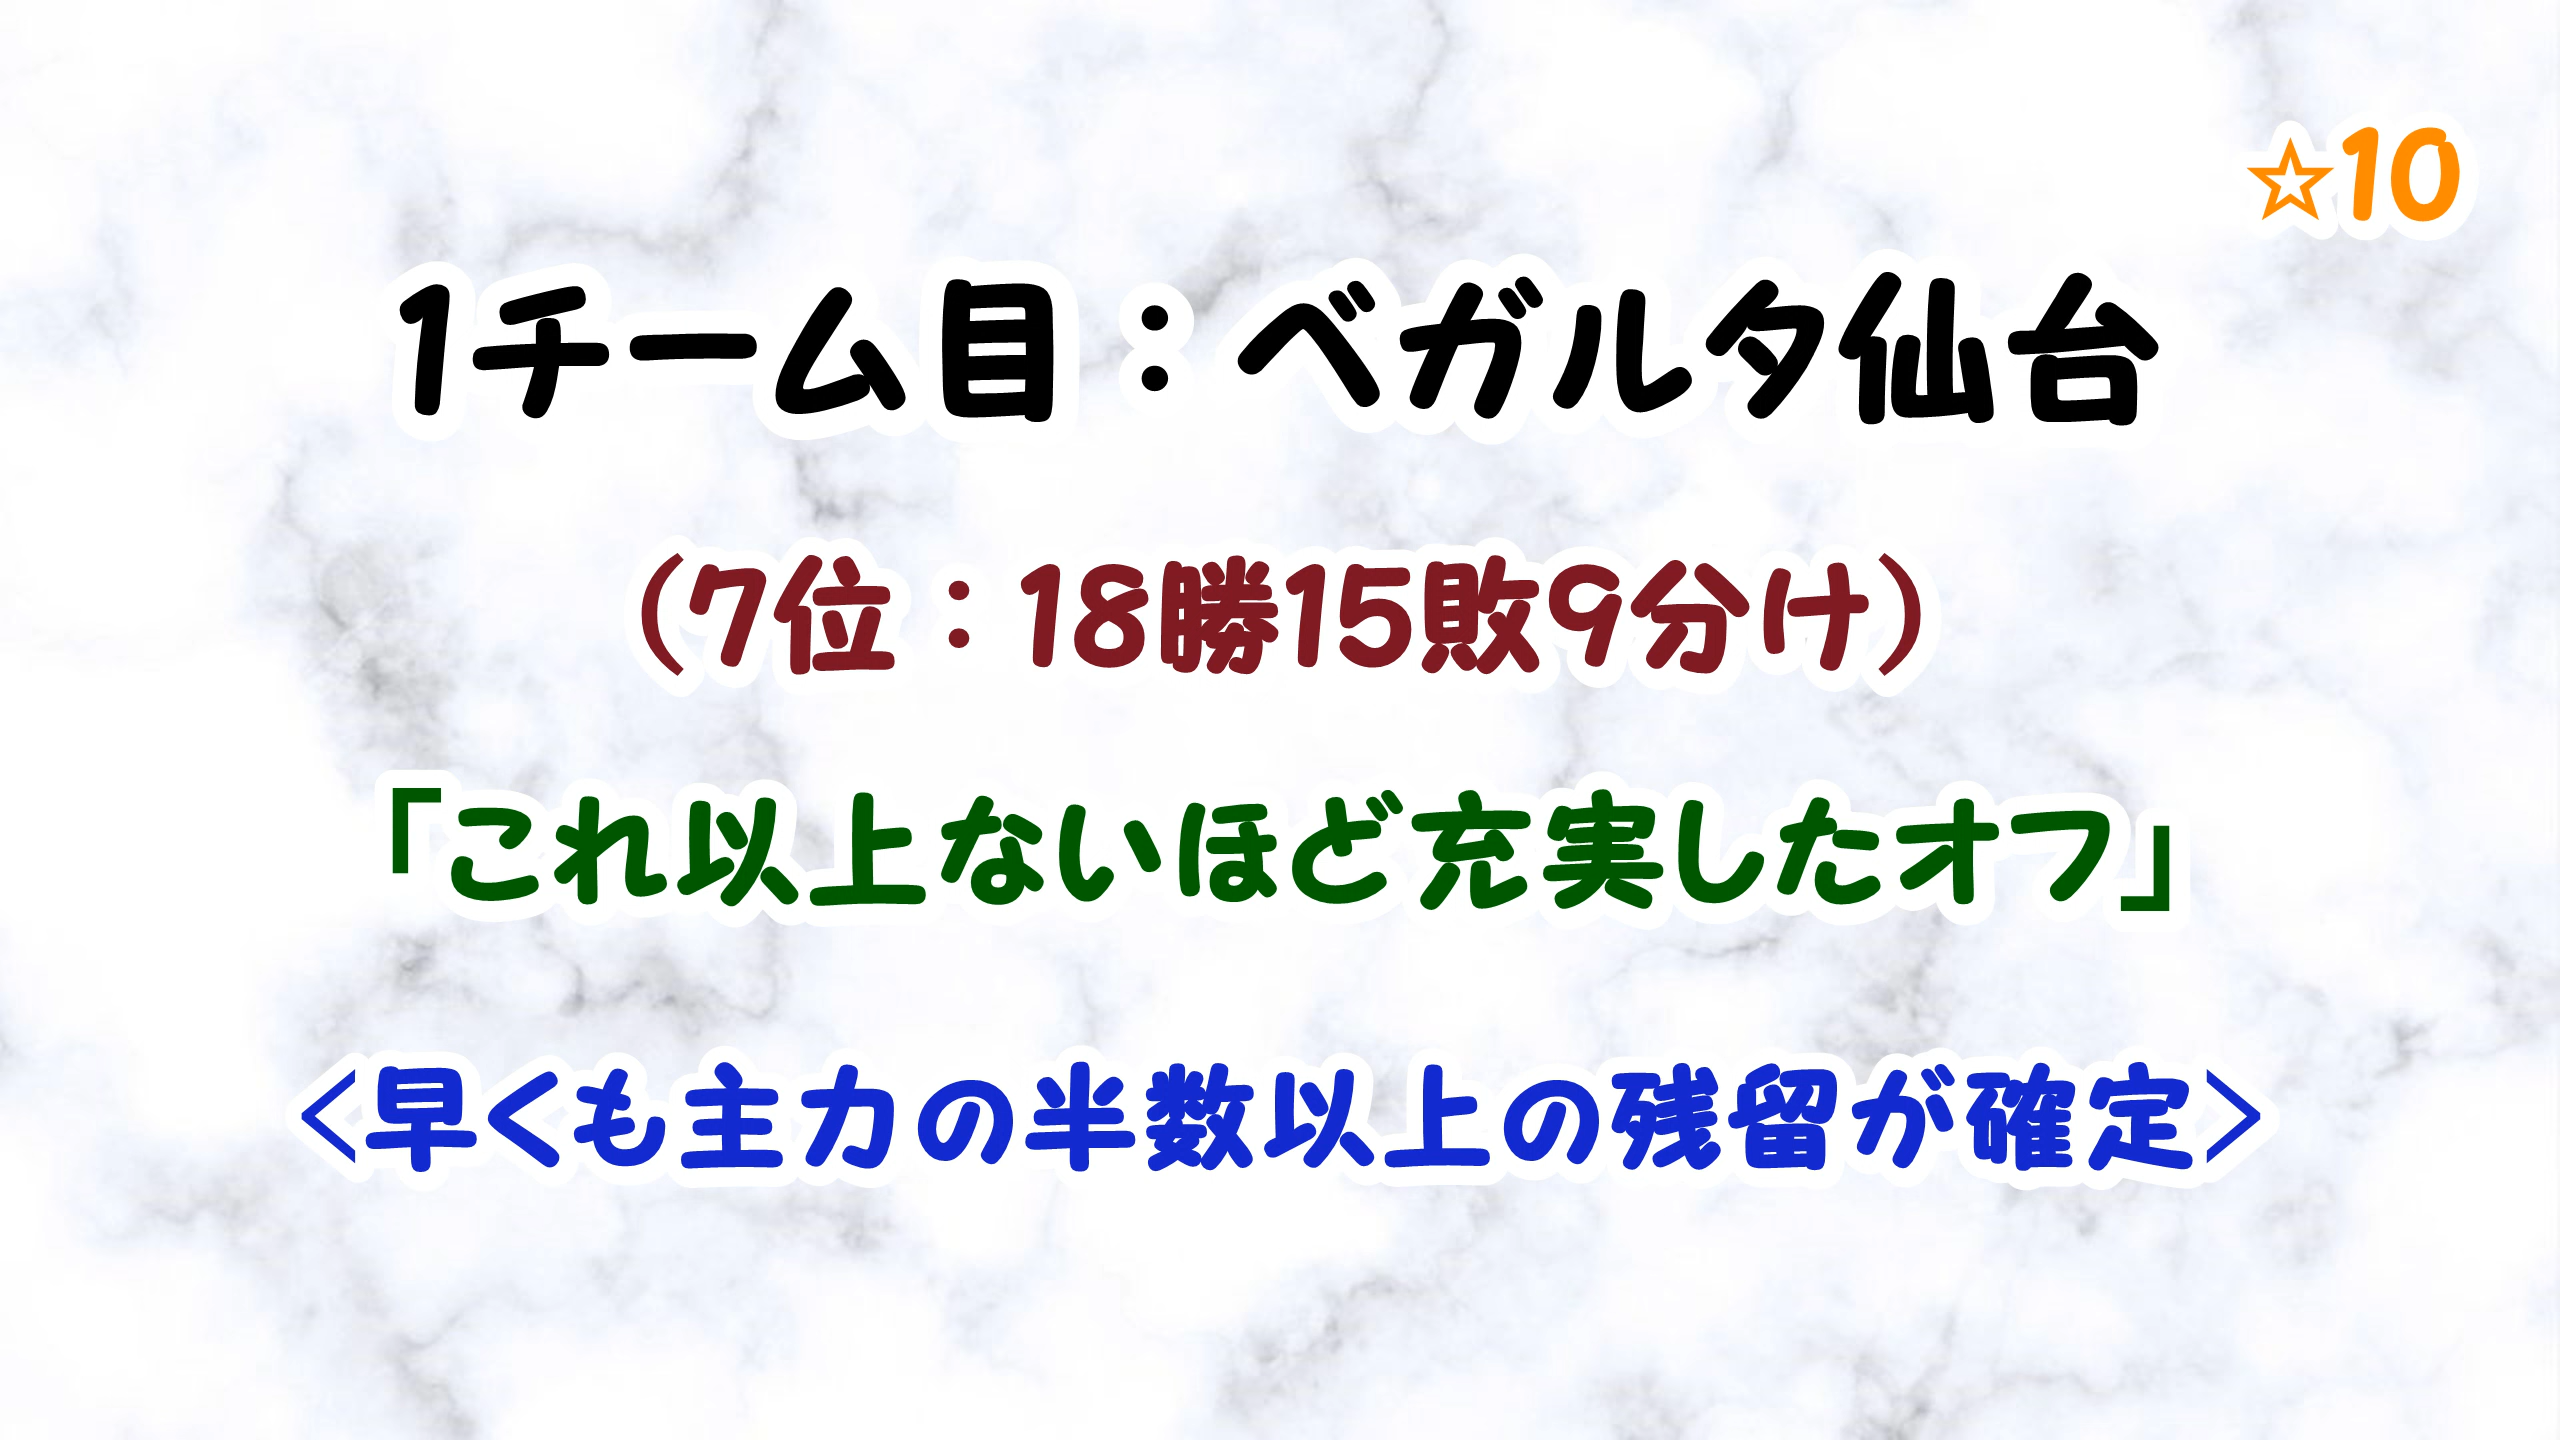 ☆10
1チーム目：ベガルタ仙台
（7位：18勝15敗9分け）
「これ以上ないほど充実したオフ」
<早くも主力の半数以上の残留が確定>